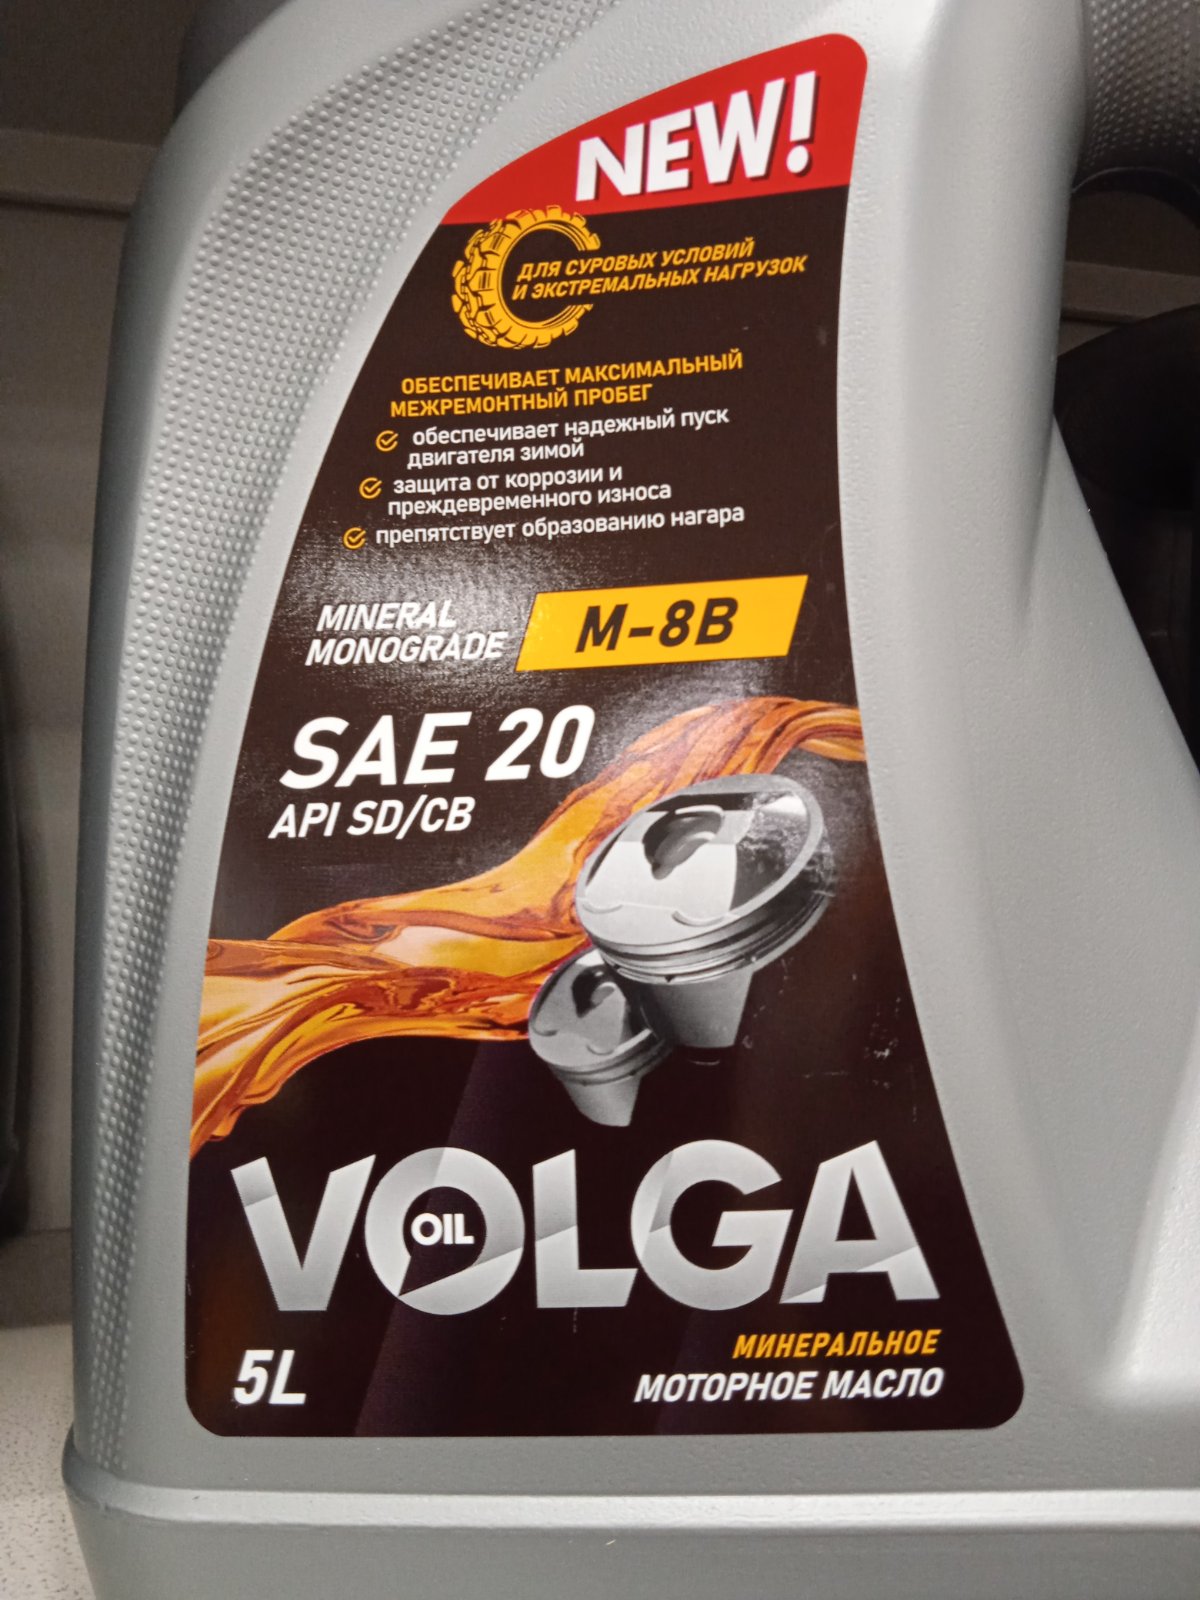 NEW!
ДЛЯ СУРОВЫХ УСЛОВИЙ
И ЭКСТРЕМАЛЬНЫХ НАГРУЗОК
ОБЕСПЕЧИВАЕТ МАКСИМАЛЬНЫЙ
МЕЖРЕМОНТНЫЙ ПРОБЕГ
обеспечивает надежный пуск
двигателя зимой
защита от коррозии и
преждевременного износа
препятствует образованию нагара
MINERAL
MONOGRADE
М-8В
SAE 20
API SD/CB
VOLGA
OIL
5L
МИНЕРАЛЬНОЕ
МОТОРНОЕ МАСЛО